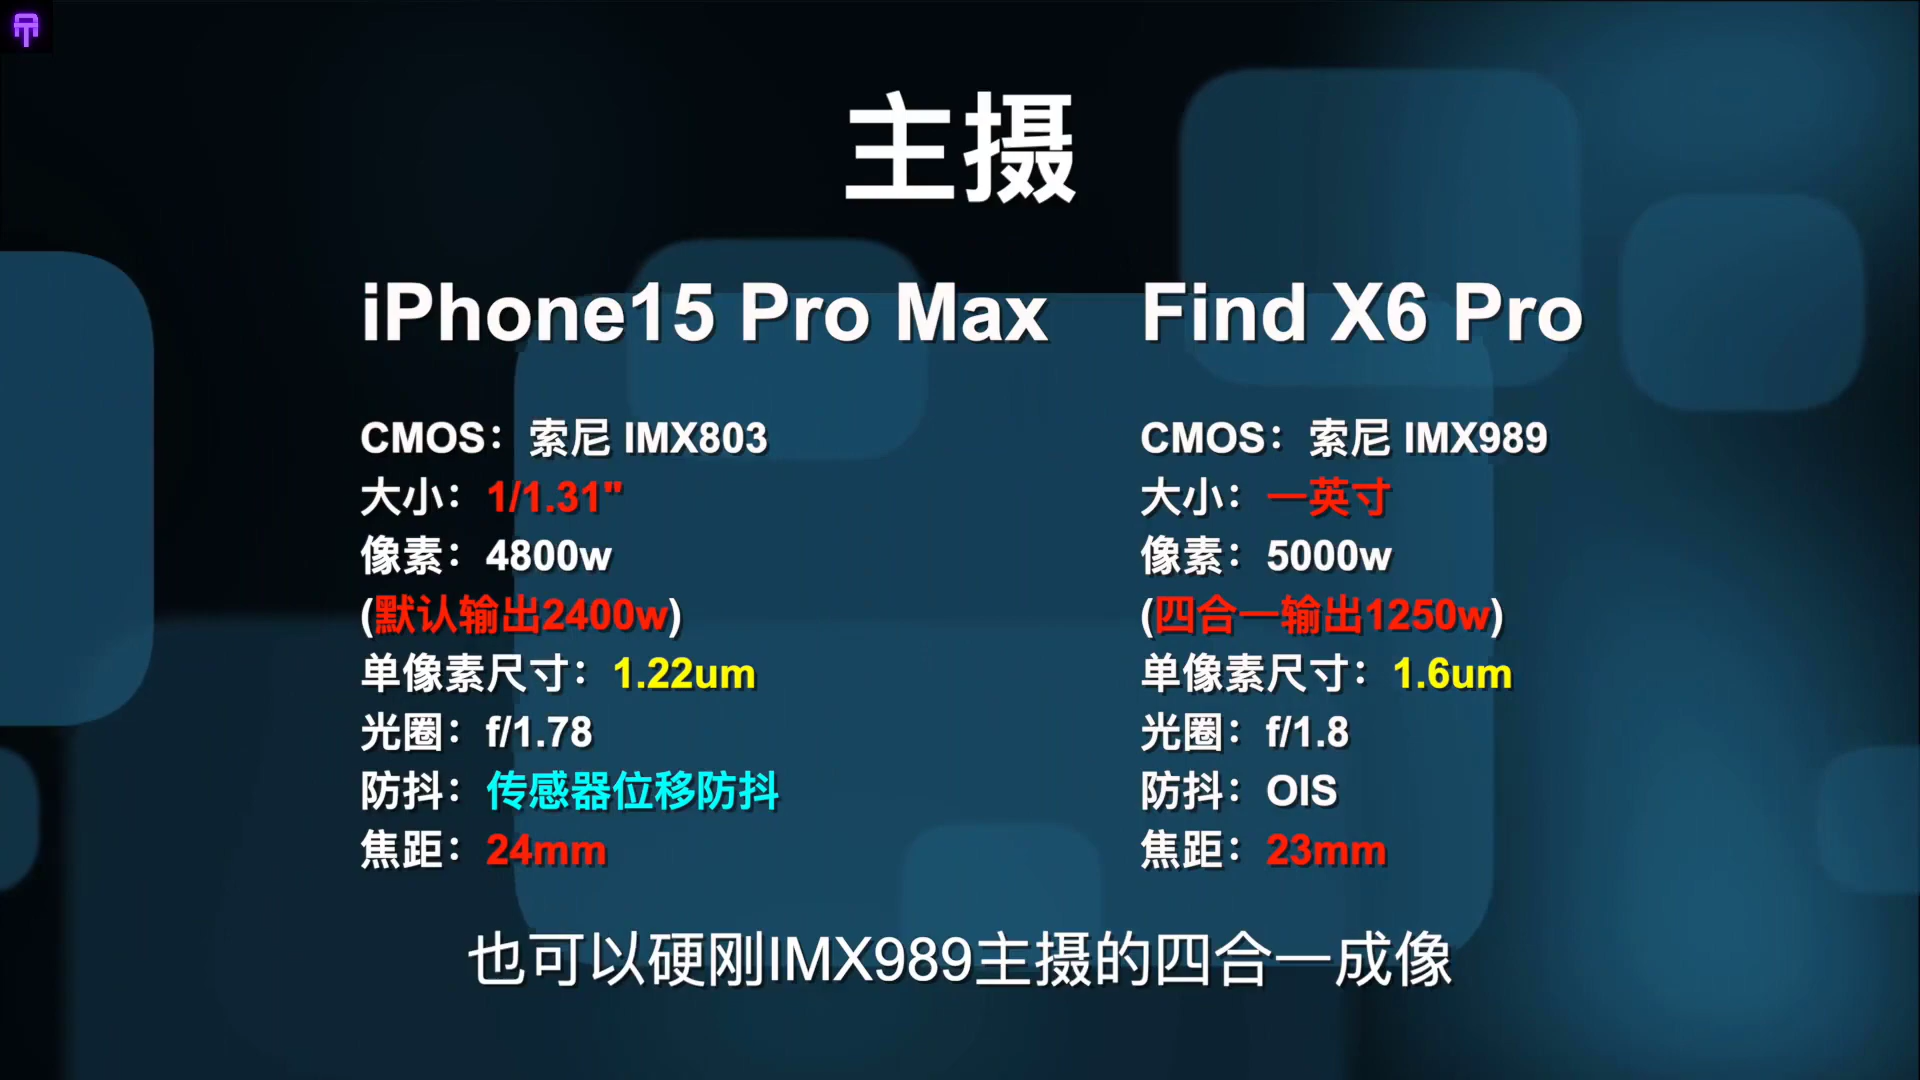 主摄
iPhone15 Pro Max
CMOS：索尼 IMX803
大小：1/1.31"
像素：4800w
(默认输出2400w)
单像素尺寸：1.22um
光圈：f/1.78
防抖：传感器位移防抖
焦距：24mm
Find X6 Pro
CMOS：索尼 IMX989
大小：一英寸
像素：5000w
(四合一输出1250w)
单像素尺寸：1.6um
光圈：f/1.8
防抖：OIS
焦距：23mm
也可以硬刚IMX989主摄的四合一成像